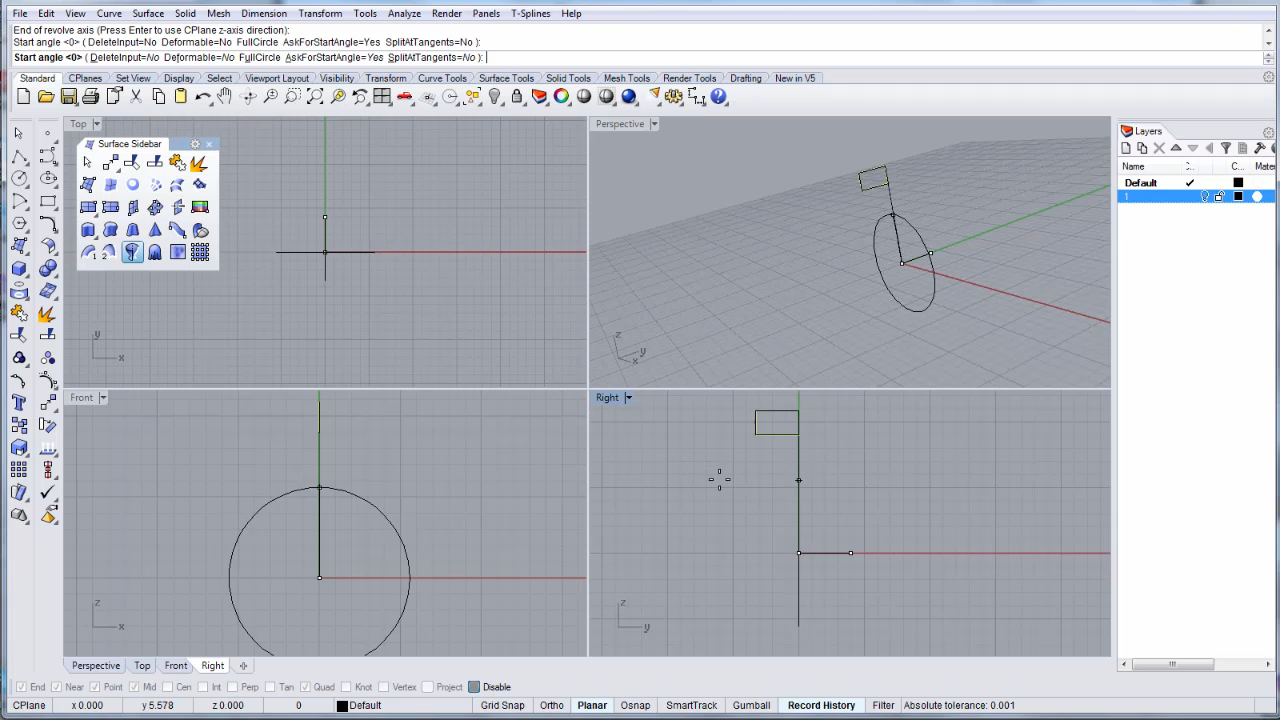 File Edit View Curve Surface Solid Mesh Dimension Transform Tools Analyze Render Panels T-Splines Help
End of revolve axis (Press Enter to use CPlane z-axis direction):
Start angle <0> ( DeleteInput=No Deformable=No FullCircle AskForStartAngle=Yes SplitAtTangents=No ):
Start angle <0> ( DeleteInput=No Deformable=No FullCircle AskForStartAngle=Yes SplitAtTangents=No ):
Standard CPlanes Set View Display Select Viewport Layout Visibility Transform Curve Tools Surface Tools Solid Tools Mesh Tools Render Tools Drafting New in V5
Top
Perspective
Layers
Surface Sidebar
Name C... Mater
Default
1
1 2
y
x
z
y
x
Front
Right
z
x
z
y
Perspective Top Front Right
End Near Point Mid Cen Int Perp Tan Quad Knot Vertex Project Disable
CPlane x 0.000 y 5.578 z 0.000 0 Default Grid Snap Ortho Planar Osnap SmartTrack Gumball Record History Filter Absolute tolerance: 0.001